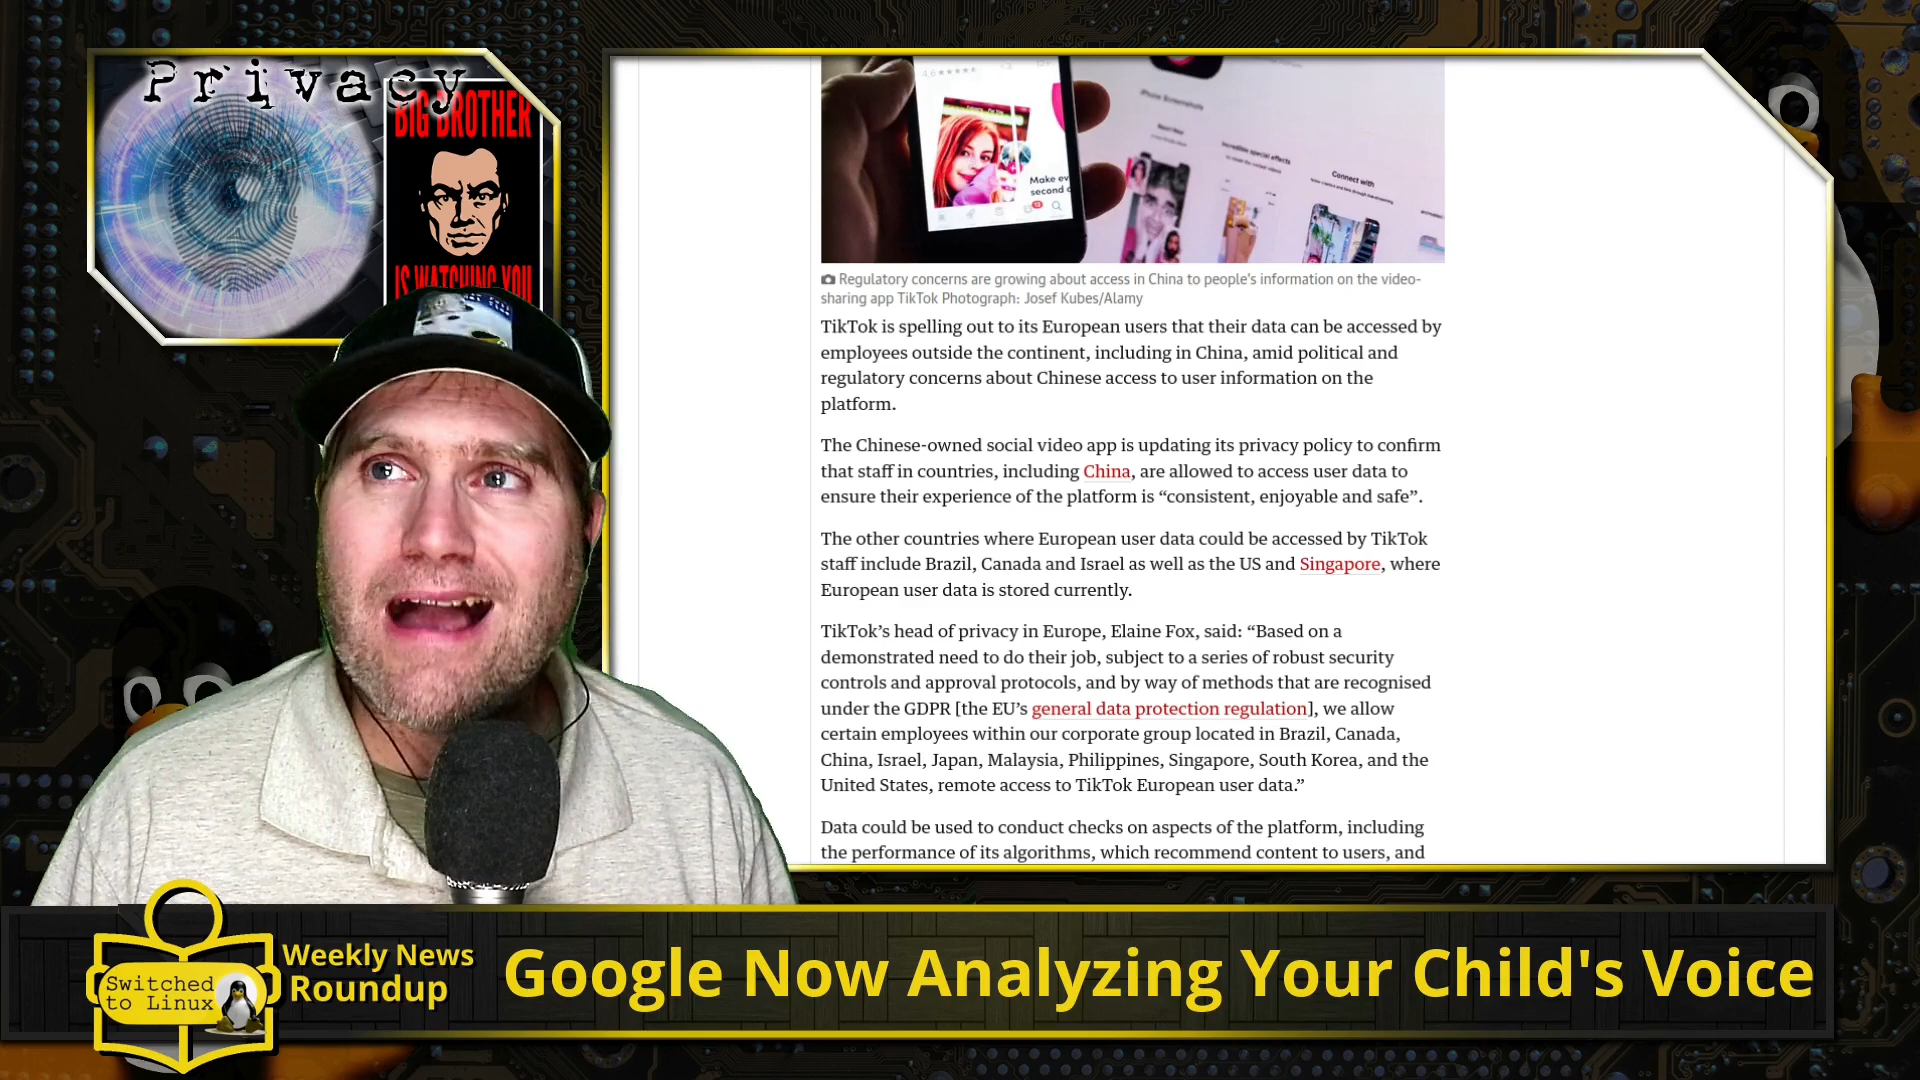 Privacy
BIG BROTHER
IS WATCHING YOU
4,6
Make ev
second
iPhone Screenshots
Connect with
Regulatory concerns are growing about access in China to people's information on the video-
sharing app TikTok Photograph: Josef Kubes/Alamy
TikTok is spelling out to its European users that their data can be accessed by
employees outside the continent, including in China, amid political and
regulatory concerns about Chinese access to user information on the
platform.
The Chinese-owned social video app is updating its privacy policy to confirm
that staff in countries, including China, are allowed to access user data to
ensure their experience of the platform is “consistent, enjoyable and safe”.
The other countries where European user data could be accessed by TikTok
staff include Brazil, Canada and Israel as well as the US and Singapore, where
European user data is stored currently.
TikTok’s head of privacy in Europe, Elaine Fox, said: “Based on a
demonstrated need to do their job, subject to a series of robust security
controls and approval protocols, and by way of methods that are recognised
under the GDPR [the EU’s general data protection regulation], we allow
certain employees within our corporate group located in Brazil, Canada,
China, Israel, Japan, Malaysia, Philippines, Singapore, South Korea, and the
United States, remote access to TikTok European user data.”
Data could be used to conduct checks on aspects of the platform, including
the performance of its algorithms, which recommend content to users, and
Switched
to Linux
Weekly News
Roundup
Google Now Analyzing Your Child's Voice